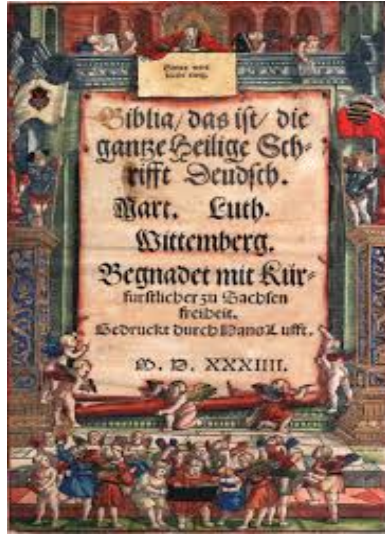 Biblia/ das ist/ die
gantze Heilige Sch-
rifft Deudsch.
Mart. Luth.
Wittemberg.
Begnadet mit Kür-
furstlicher zu Sachsen
freiheit.
Gedruckt durch Hans Lufft.
M. D. XXXIIII.